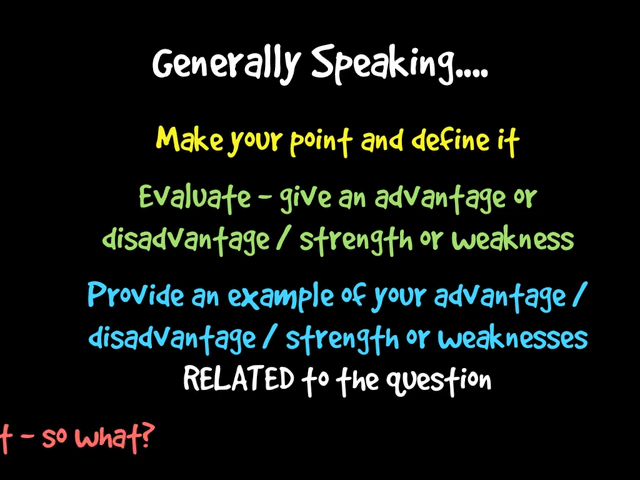 Generally Speaking....
Make your point and define it
Evaluate - give an advantage or
disadvantage / strength or weakness
Provide an example of your advantage /
disadvantage / strength or weaknesses
RELATED to the question
t - so what?